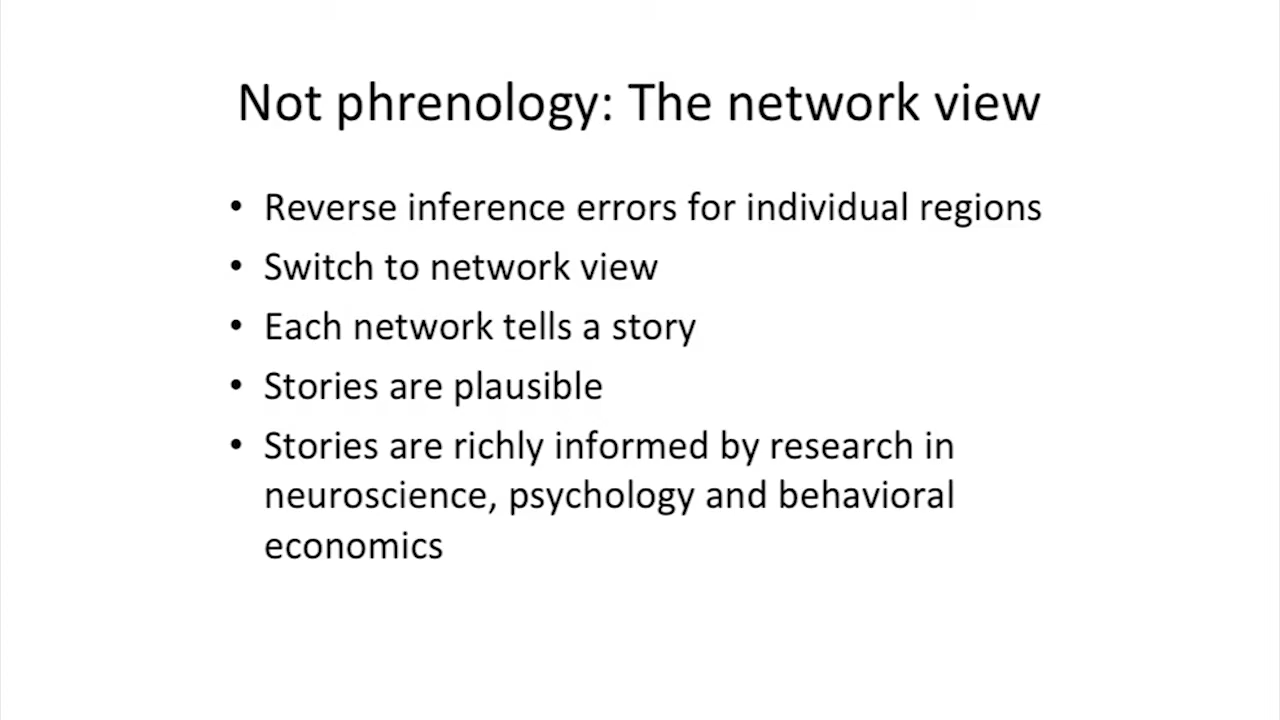 Not phrenology: The network view
• Reverse inference errors for individual regions
• Switch to network view
• Each network tells a story
• Stories are plausible
• Stories are richly informed by research in
neuroscience, psychology and behavioral
economics